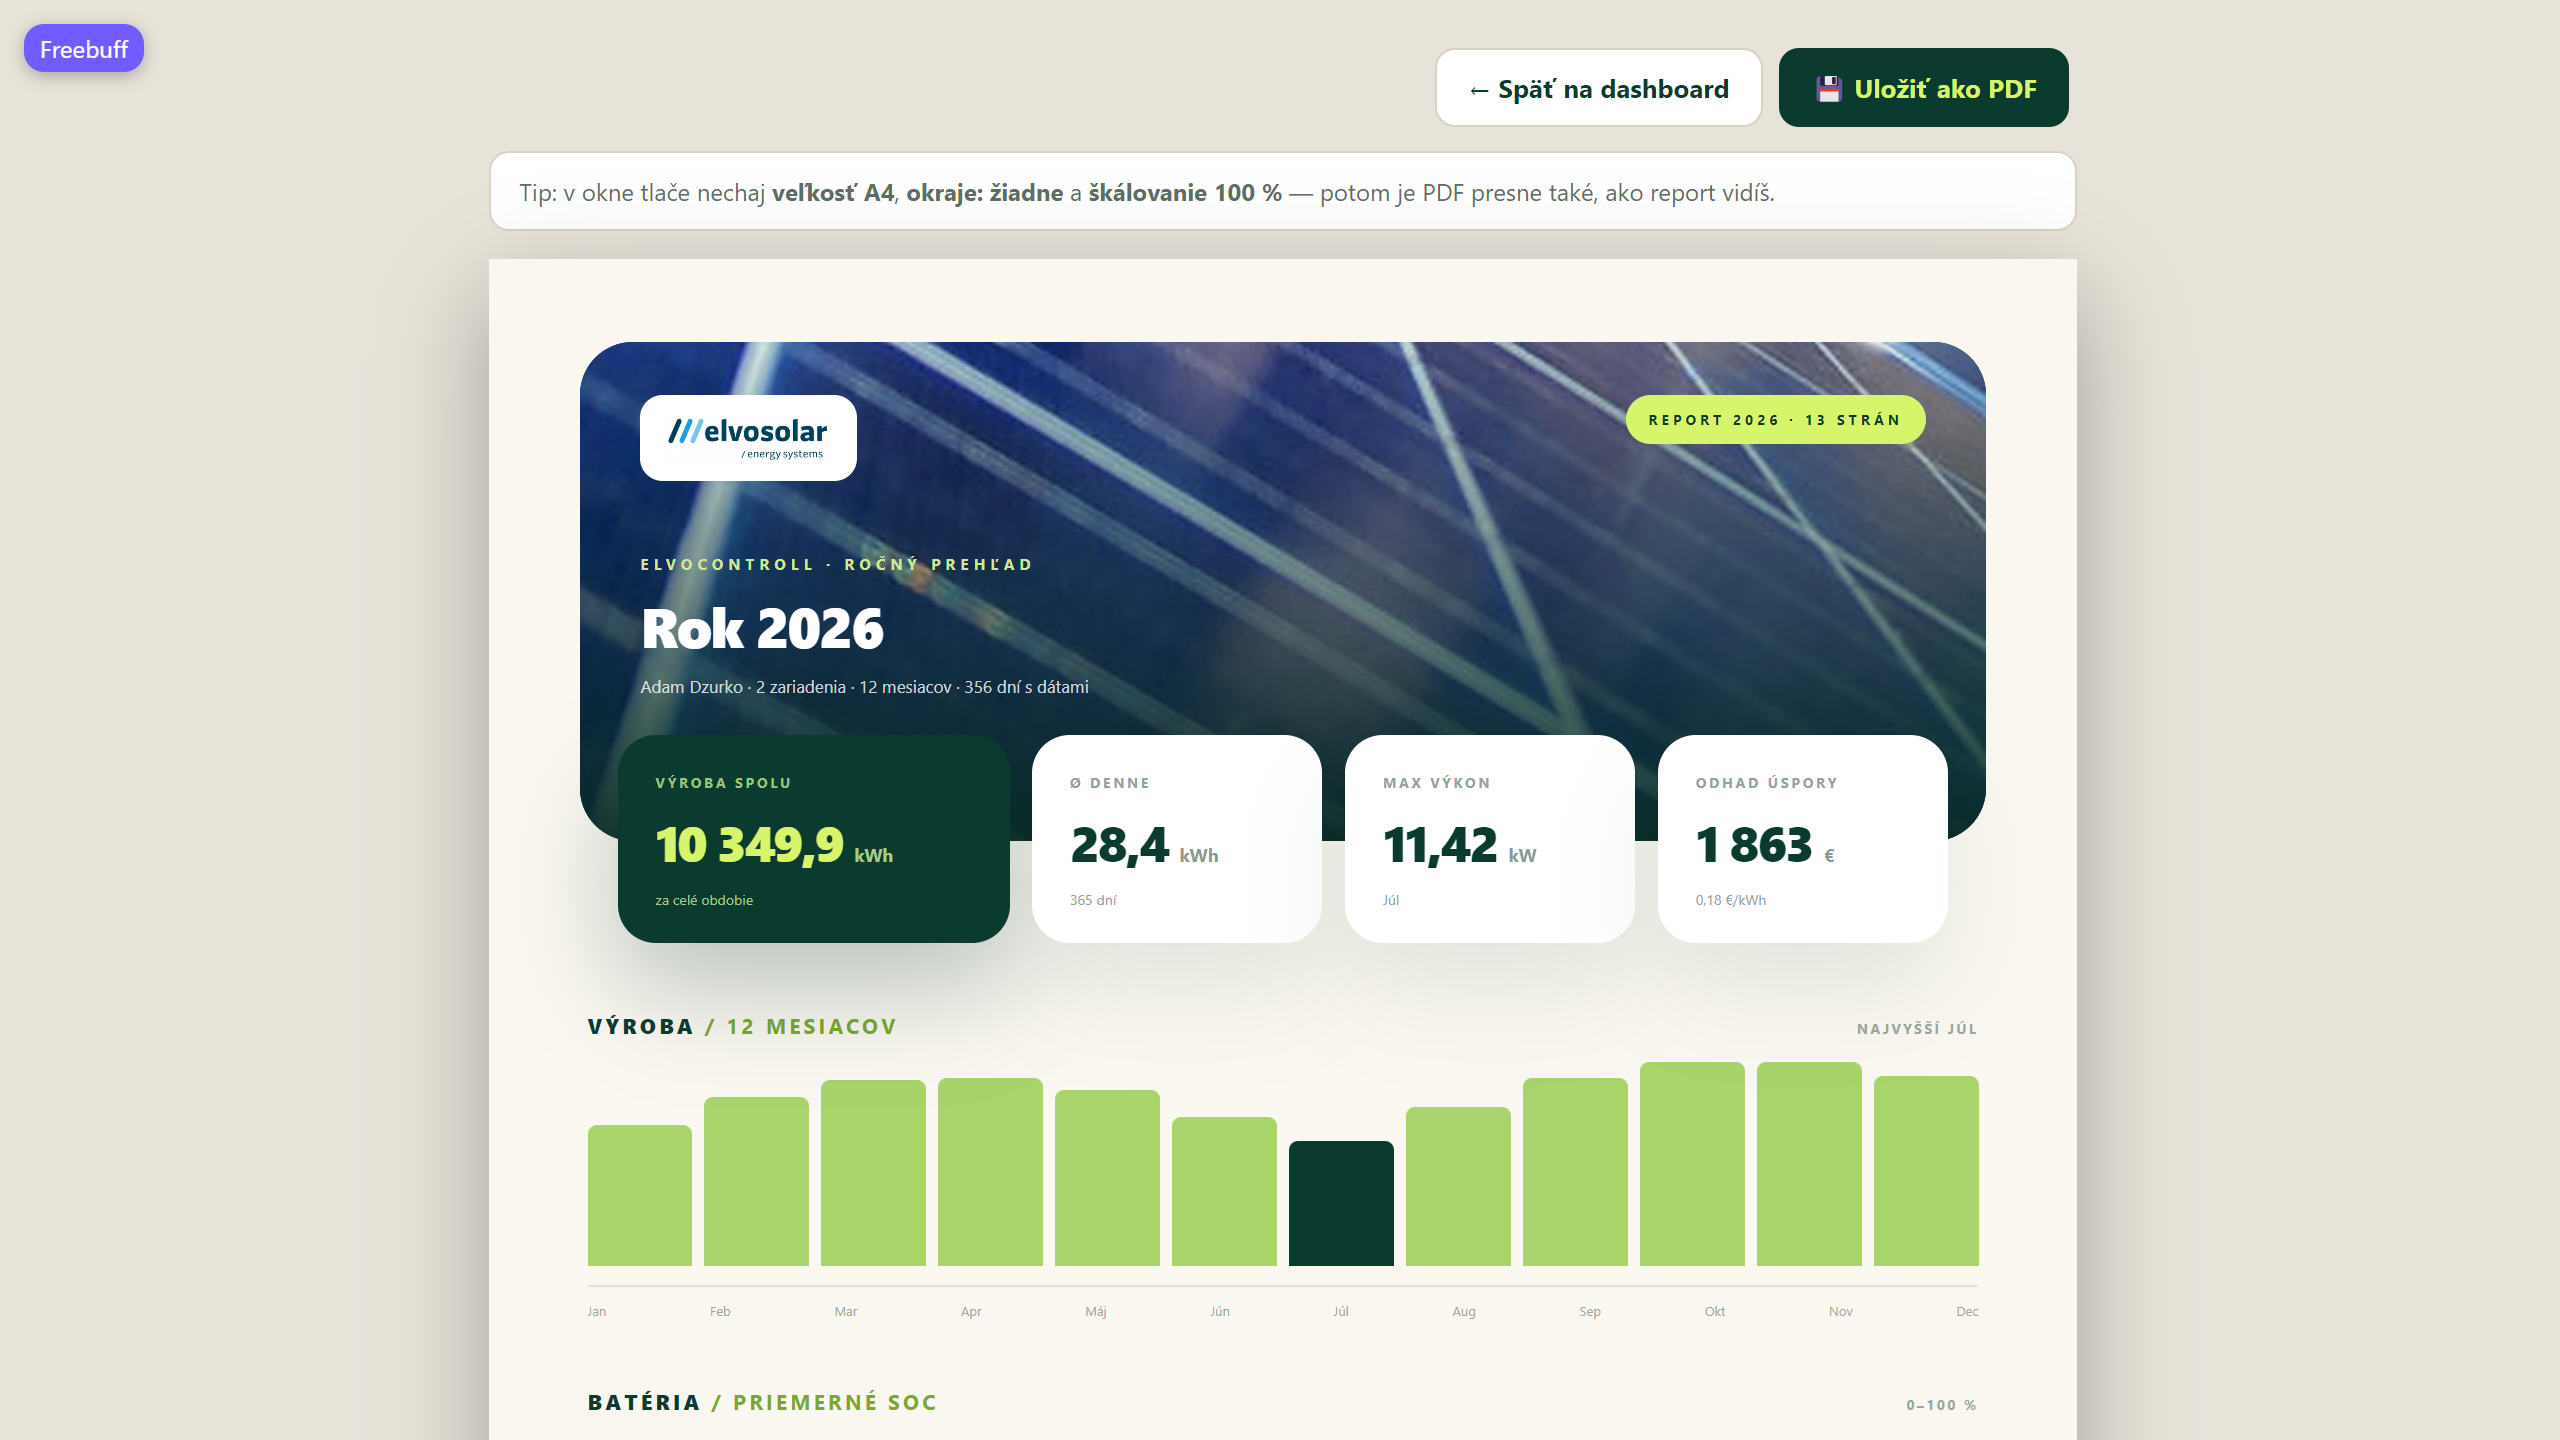 Freebuff
← Späť na dashboard
💾 Uložiť ako PDF
Tip: v okne tlače nechaj veľkosť A4, okraje: žiadne a škálovanie 100 % — potom je PDF presne také, ako report vidíš.
elvosolar
/ energy systems
REPORT 2026 · 13 STRÁN
ELVOCONTROLL · ROČNÝ PREHĽAD
Rok 2026
Adam Dzurko · 2 zariadenia · 12 mesiacov · 356 dní s dátami
VÝROBA SPOLU
10 349,9 kWh
za celé obdobie
Ø DENNE
28,4 kWh
365 dní
MAX VÝKON
11,42 kW
Júl
ODHAD ÚSPORY
1 863 €
0,18 €/kWh
VÝROBA / 12 MESIACOV
NAJVYŠŠÍ JÚL
Jan Feb Mar Apr Máj Jún Júl Aug Sep Okt Nov Dec
BATÉRIA / PRIEMERNÉ SOC
0–100 %